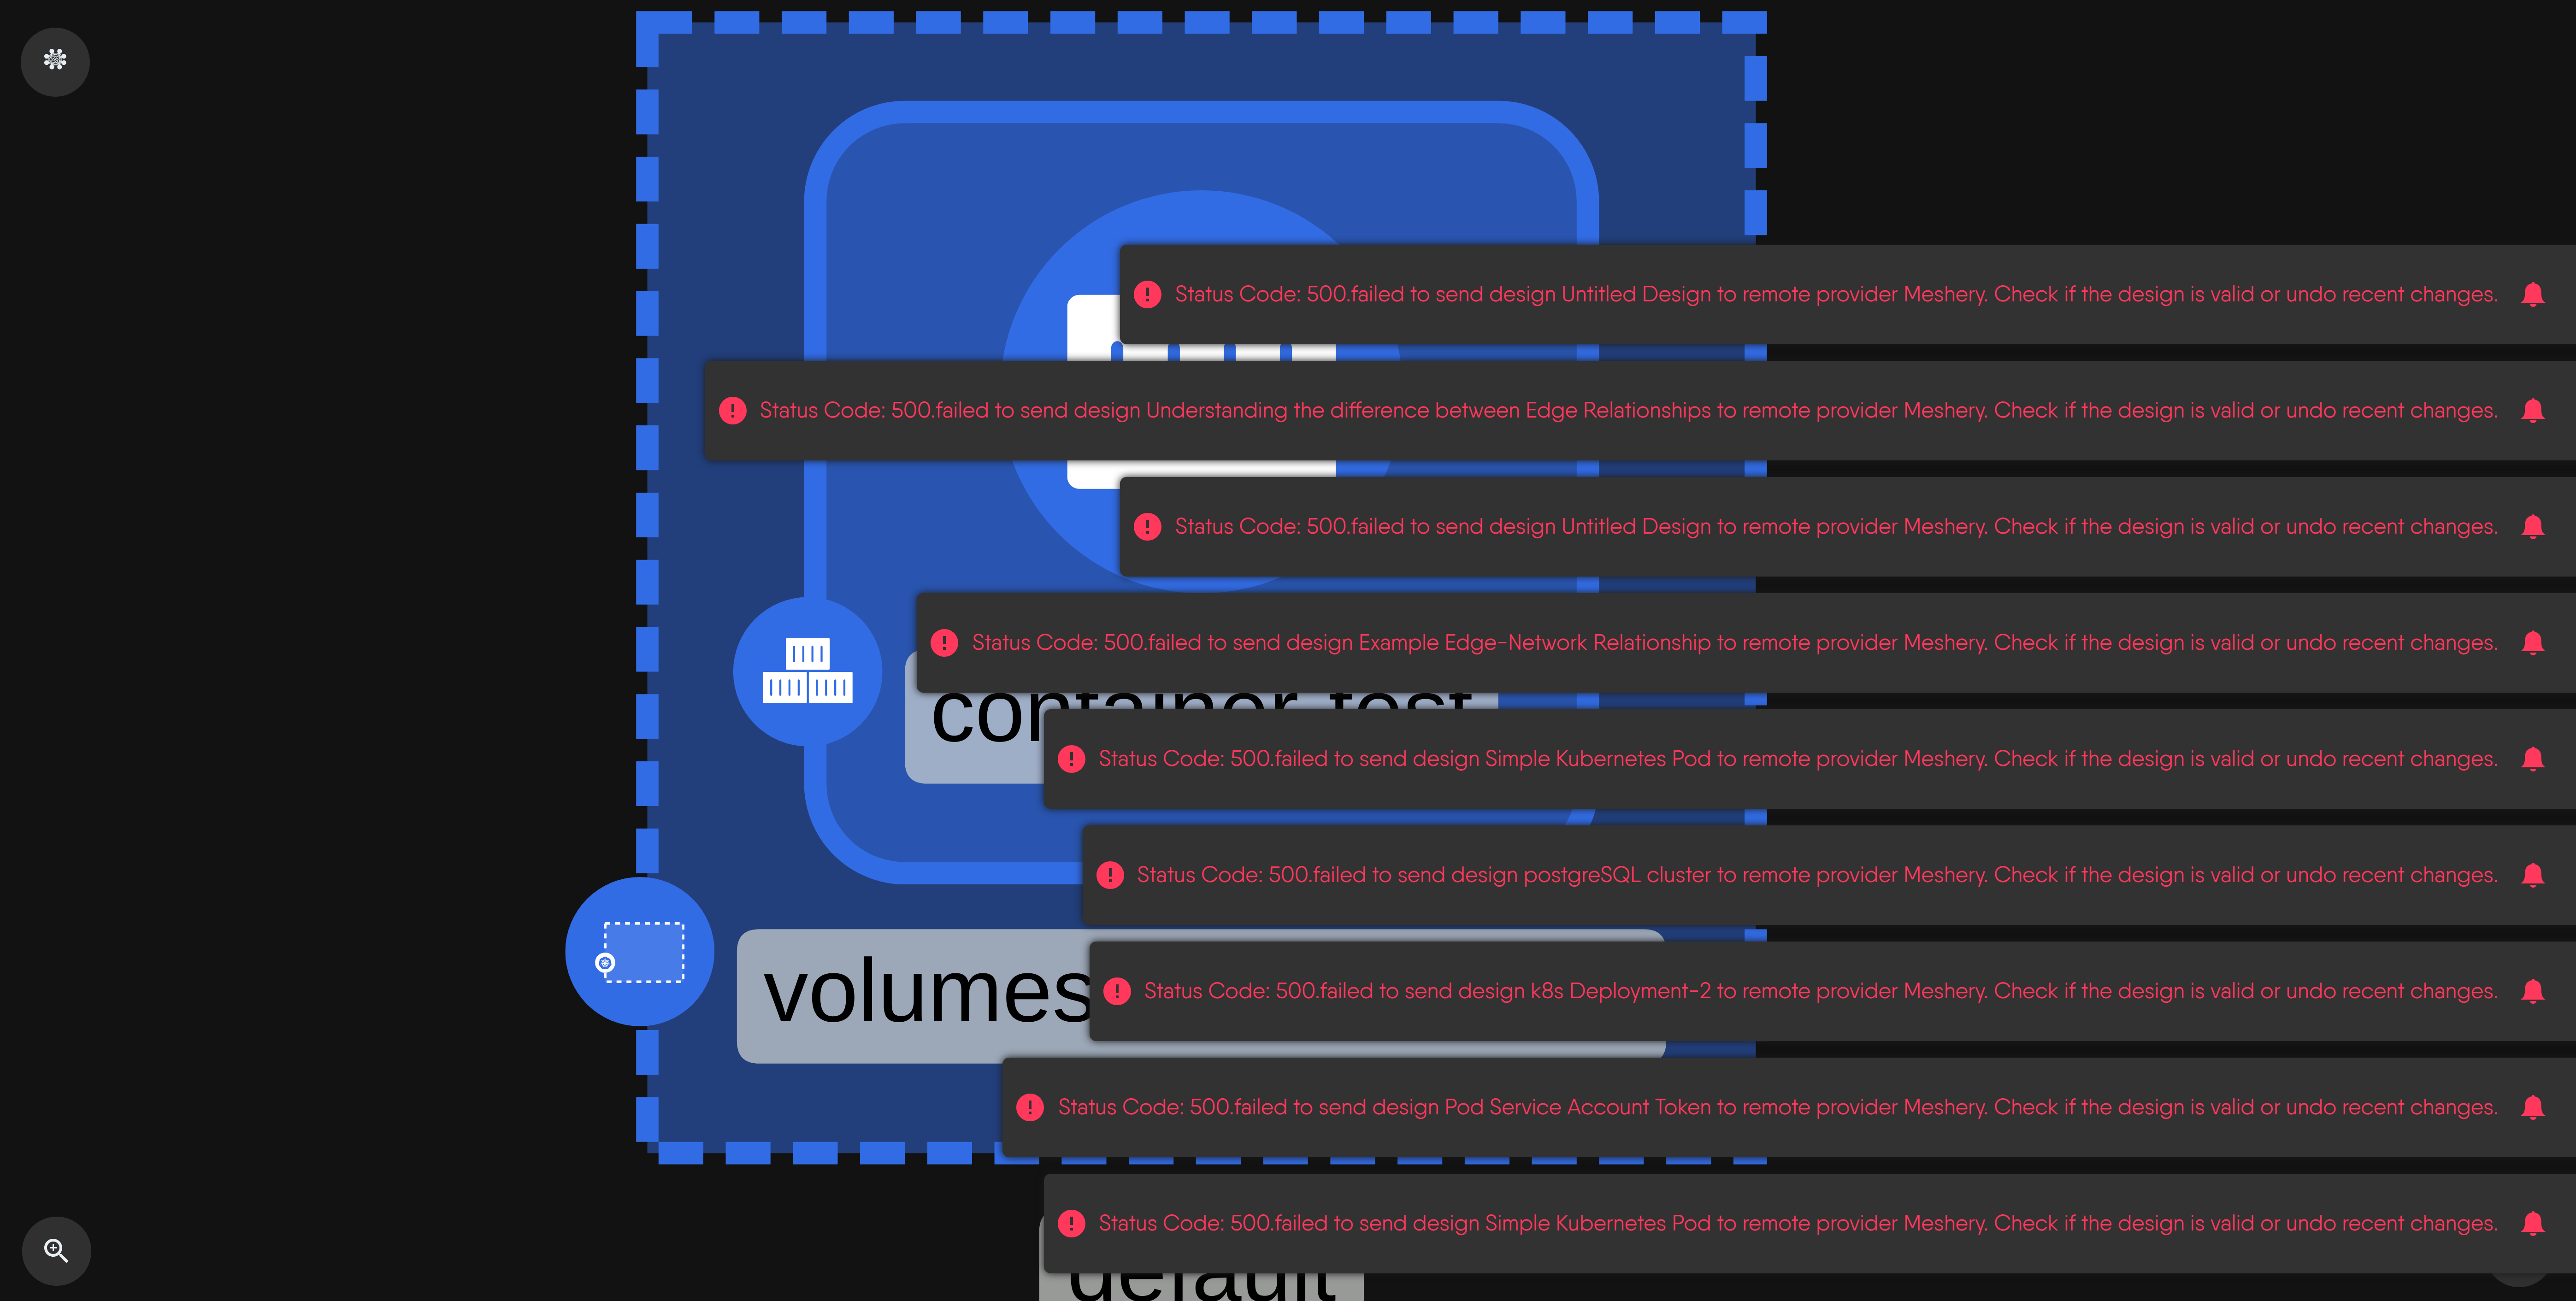 Status Code: 500.failed to send design Untitled Design to remote provider Meshery. Check if the design is valid or undo recent changes.
Status Code: 500.failed to send design Understanding the difference between Edge Relationships to remote provider Meshery. Check if the design is valid or undo recent changes.
Status Code: 500.failed to send design Untitled Design to remote provider Meshery. Check if the design is valid or undo recent changes.
Status Code: 500.failed to send design Example Edge-Network Relationship to remote provider Meshery. Check if the design is valid or undo recent changes.
container-test
Status Code: 500.failed to send design Simple Kubernetes Pod to remote provider Meshery. Check if the design is valid or undo recent changes.
Status Code: 500.failed to send design postgreSQL cluster to remote provider Meshery. Check if the design is valid or undo recent changes.
volumes
Status Code: 500.failed to send design k8s Deployment-2 to remote provider Meshery. Check if the design is valid or undo recent changes.
Status Code: 500.failed to send design Pod Service Account Token to remote provider Meshery. Check if the design is valid or undo recent changes.
Status Code: 500.failed to send design Simple Kubernetes Pod to remote provider Meshery. Check if the design is valid or undo recent changes.
default